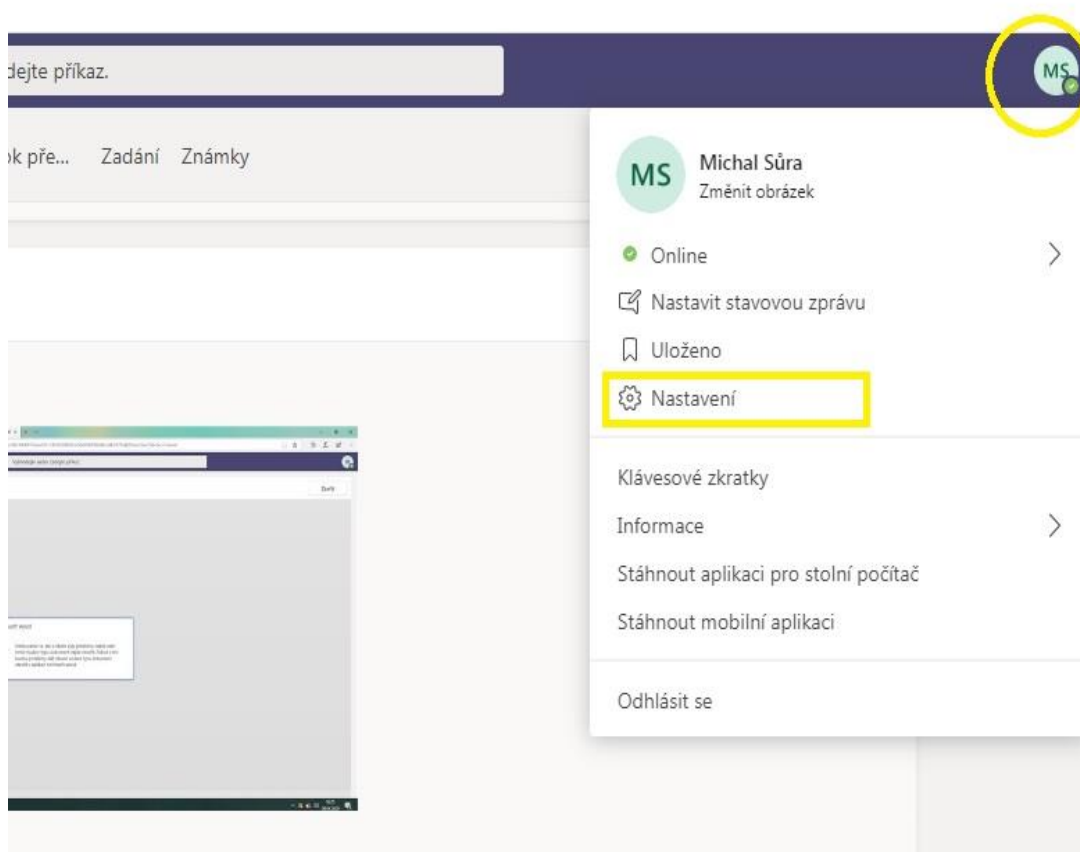 dejte příkaz.
MS
ok pře... Zadání Známky
MS
Michal Sůra
Změnit obrázek
Online
Nastavit stavovou zprávu
Uloženo
Nastavení
Klávesové zkratky
Informace
Stáhnout aplikaci pro stolní počítač
Stáhnout mobilní aplikaci
Odhlásit se